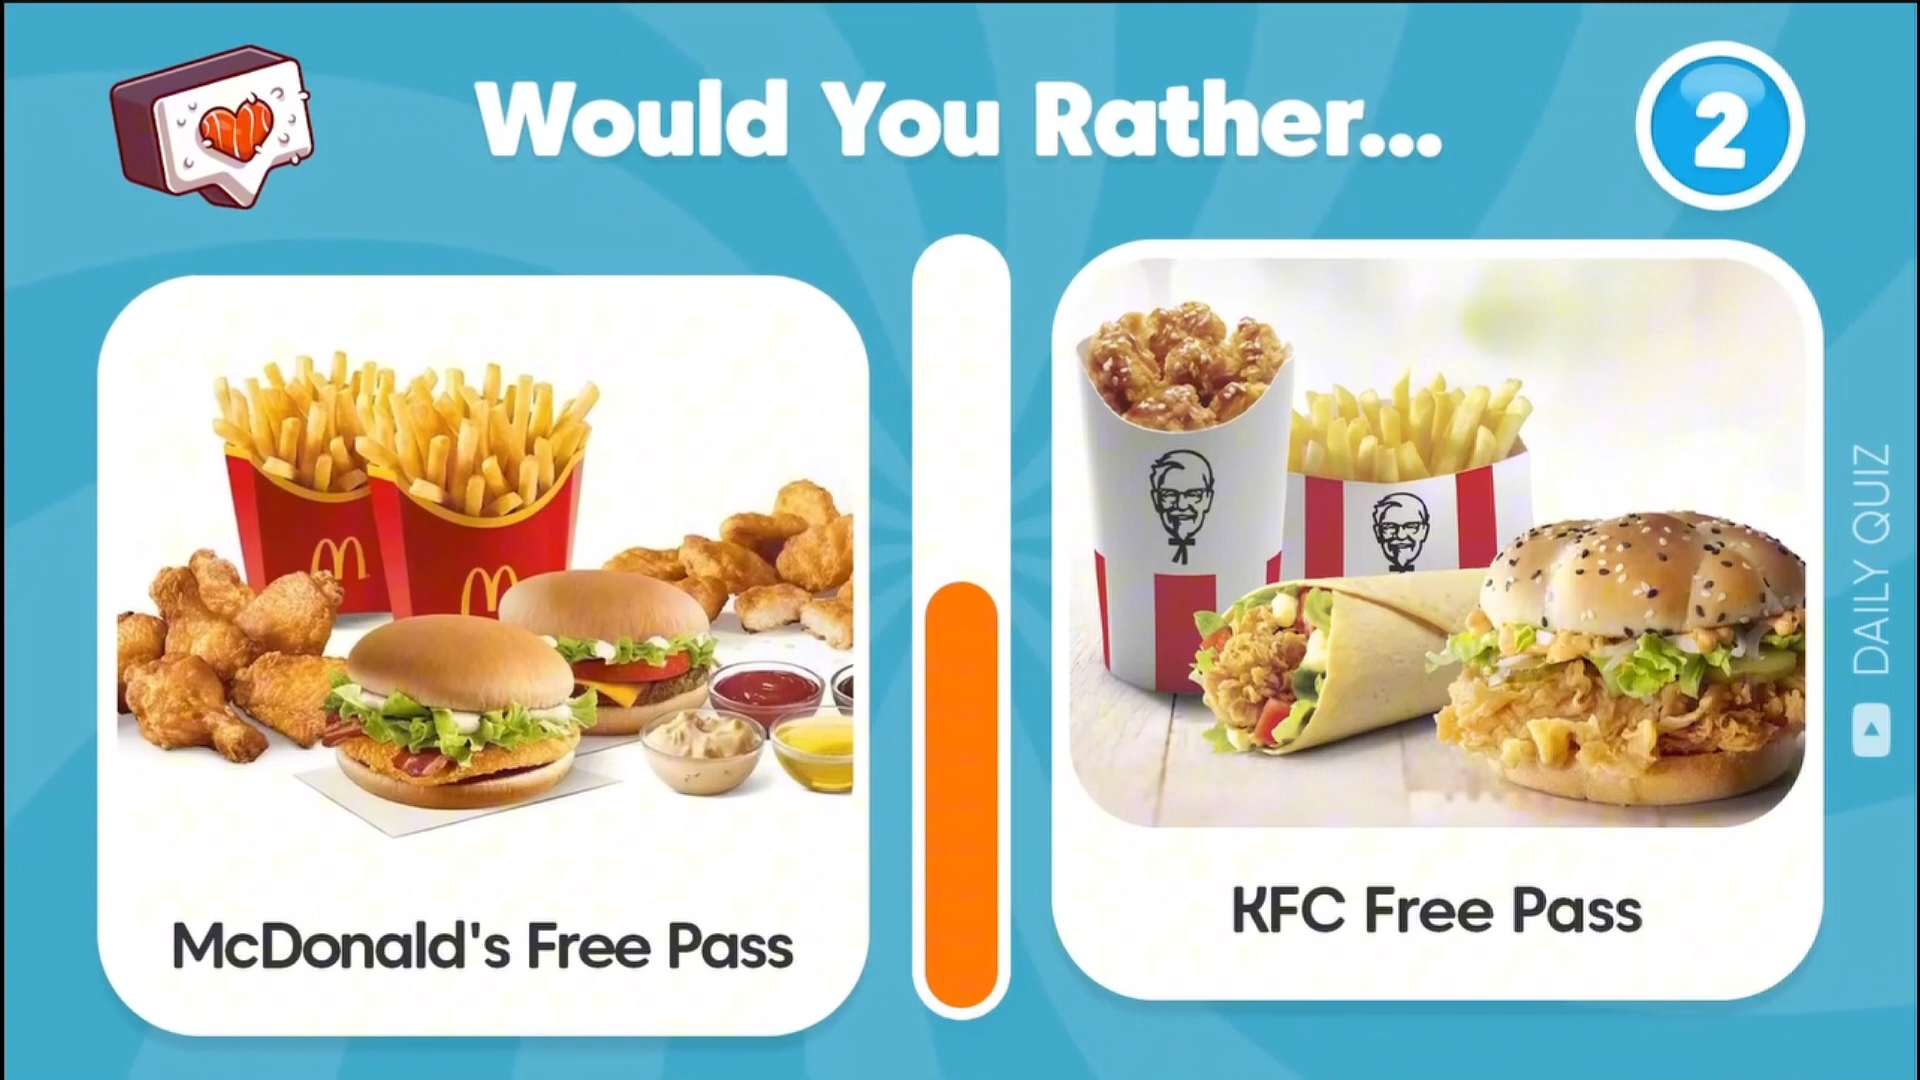 Would You Rather...
2
McDonald's Free Pass
KFC Free Pass
DAILY QUIZ